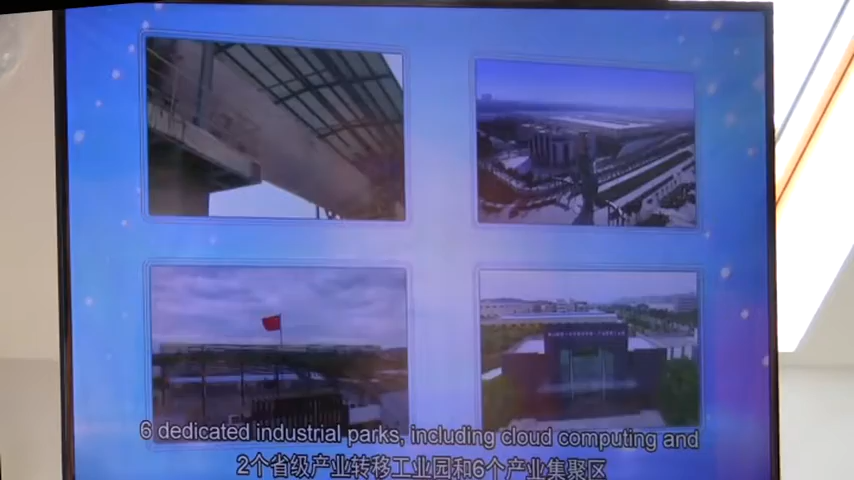 6 dedicated industrial parks, including cloud computing and
2个省级产业转移工业园和6个产业集聚区